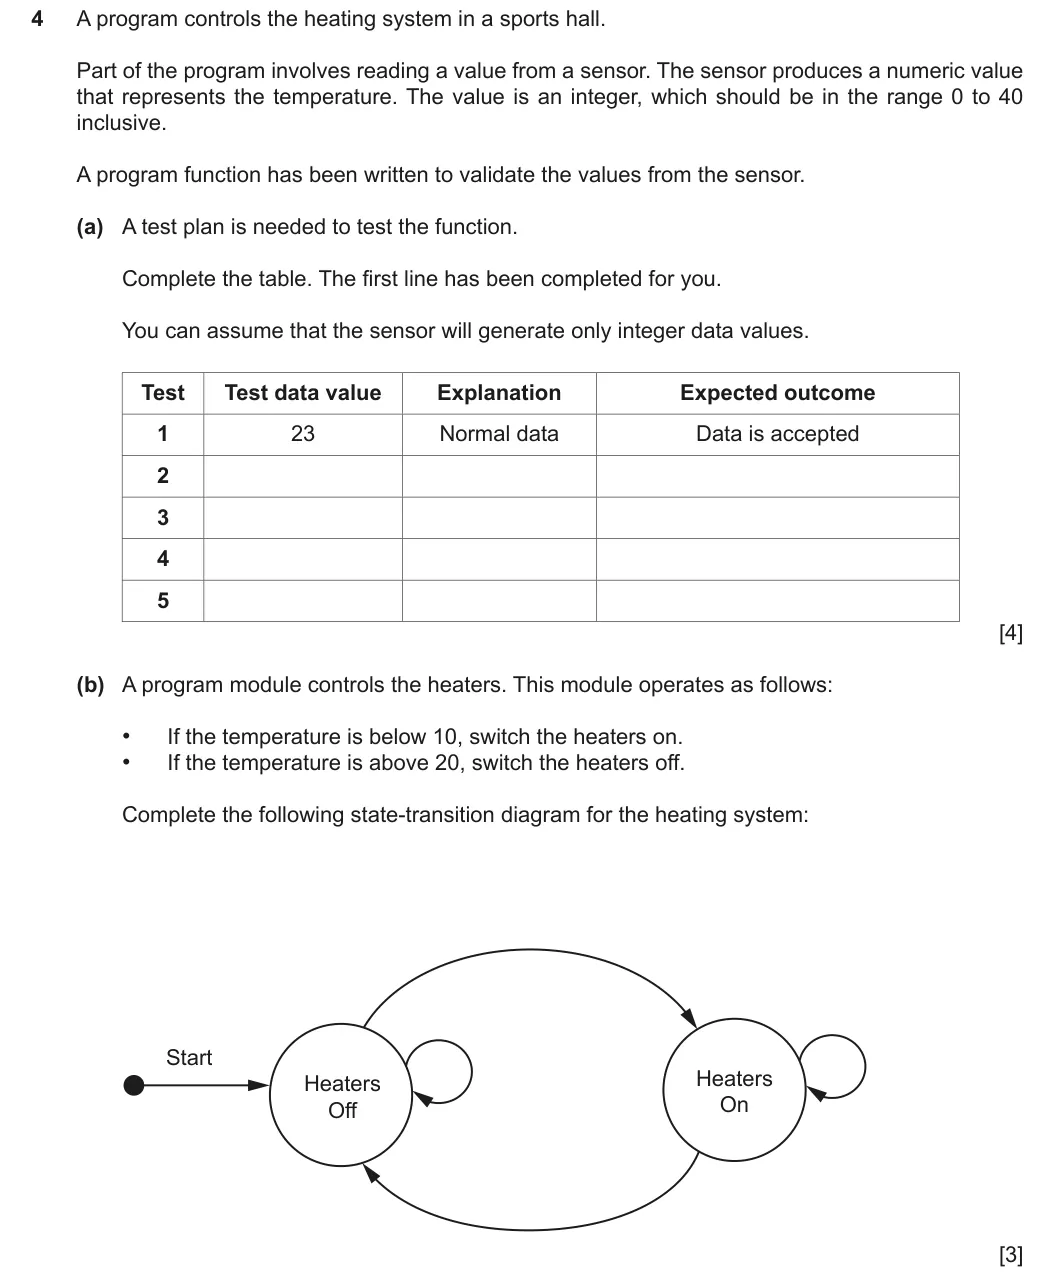 4 A program controls the heating system in a sports hall.
Part of the program involves reading a value from a sensor. The sensor produces a numeric value
that represents the temperature. The value is an integer, which should be in the range 0 to 40
inclusive.
A program function has been written to validate the values from the sensor.
(a) A test plan is needed to test the function.
Complete the table. The first line has been completed for you.
You can assume that the sensor will generate only integer data values.
Test Test data value Explanation Expected outcome
1 23 Normal data Data is accepted
2
3
4
5
[4]
(b) A program module controls the heaters. This module operates as follows:
• If the temperature is below 10, switch the heaters on.
• If the temperature is above 20, switch the heaters off.
Complete the following state-transition diagram for the heating system:
Start
Heaters
Off
Heaters
On
[3]